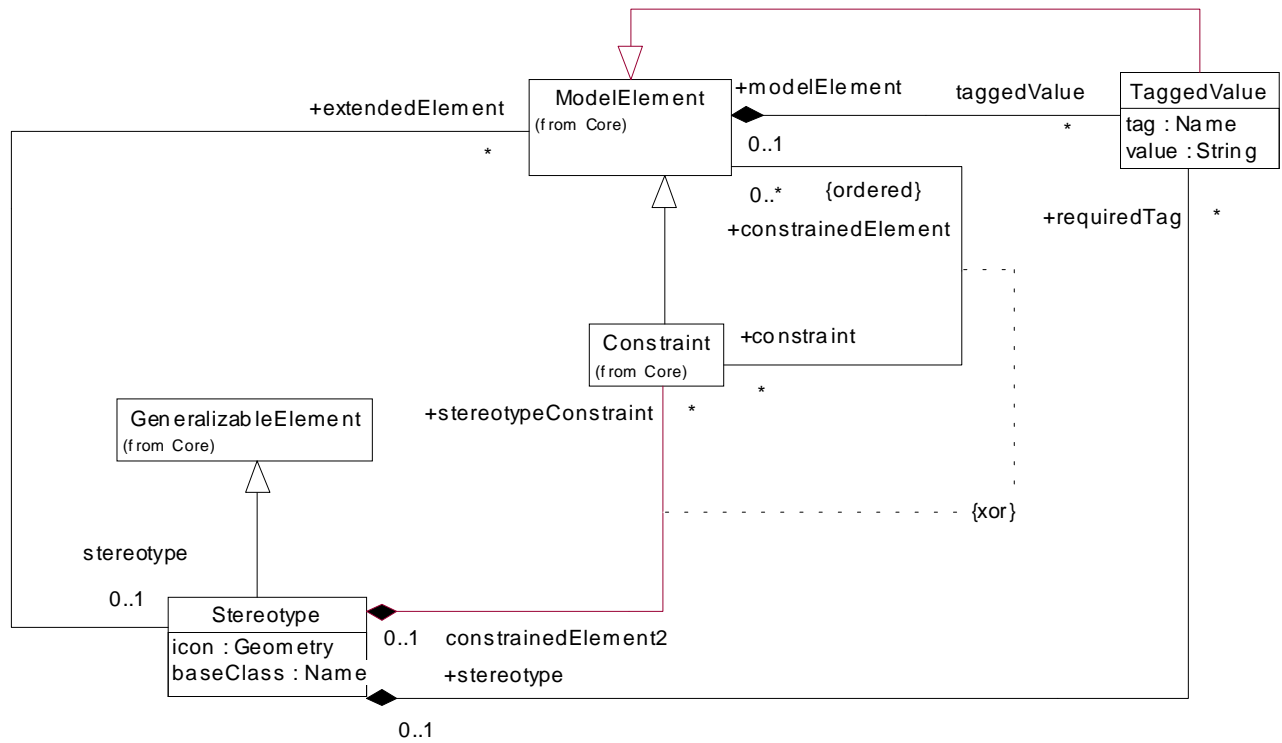 +extendedElement
*
ModelElement
(from Core)
+modelElement
0..1
taggedValue
*
TaggedValue
tag : Name
value : String
0..*
{ordered}
+constrainedElement
+requiredTag
*
Constraint
(from Core)
+constraint
*
+stereotypeConstraint
*
GeneralizableElement
(from Core)
{xor}
stereotype
0..1
Stereotype
icon : Geometry
baseClass : Name
0..1
constrainedElement2
+stereotype
0..1